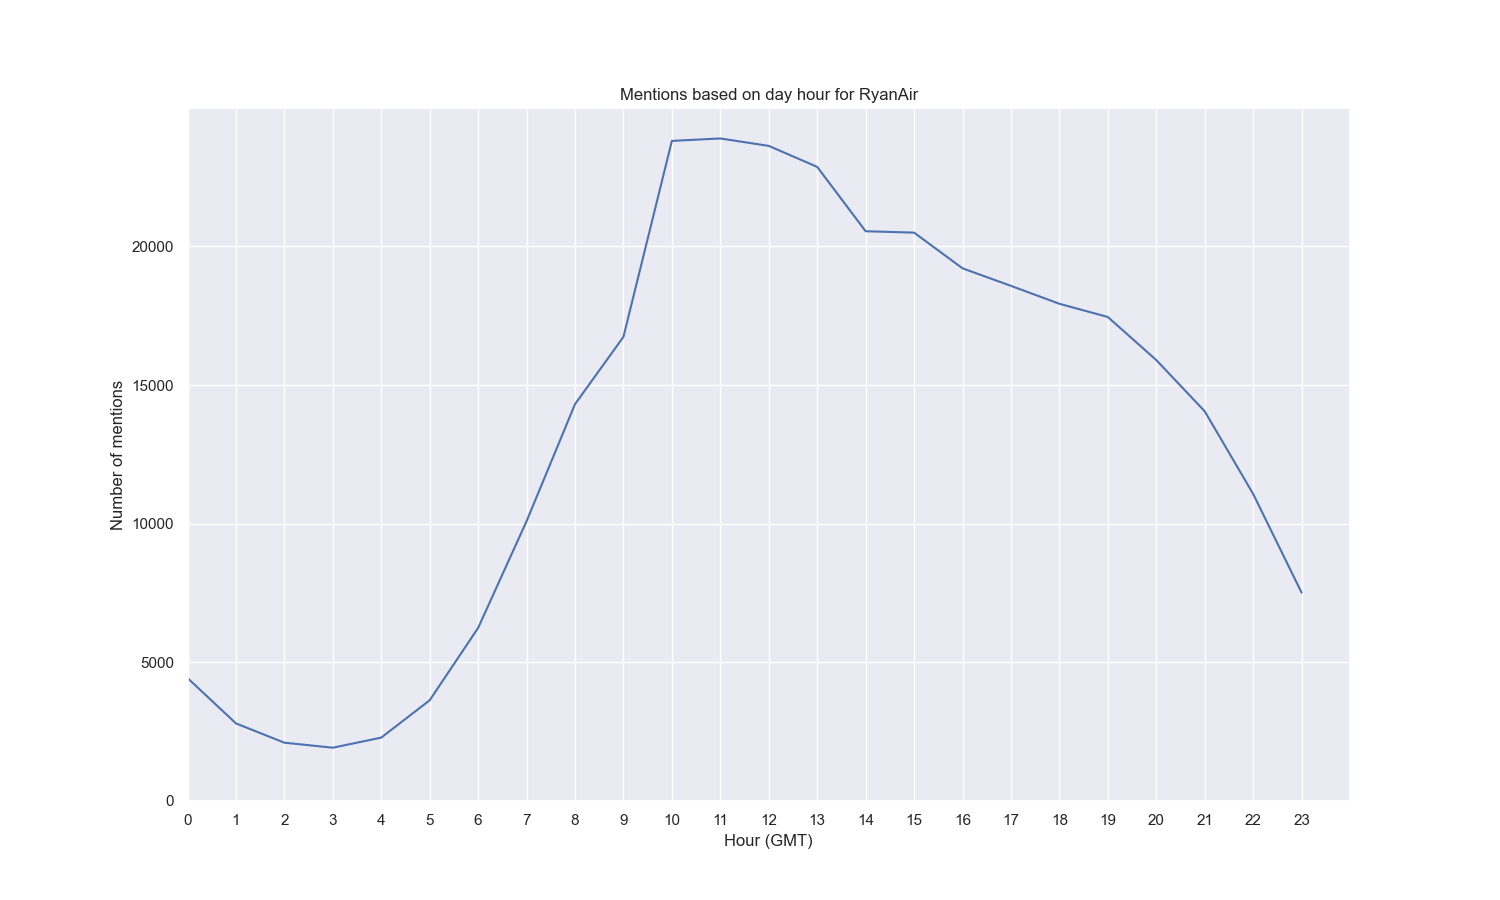 Mentions based on day hour for RyanAir
Number of mentions
20000
15000
10000
5000
0
0 1 2 3 4 5 6 7 8 9 10 11 12 13 14 15 16 17 18 19 20 21 22 23
Hour (GMT)